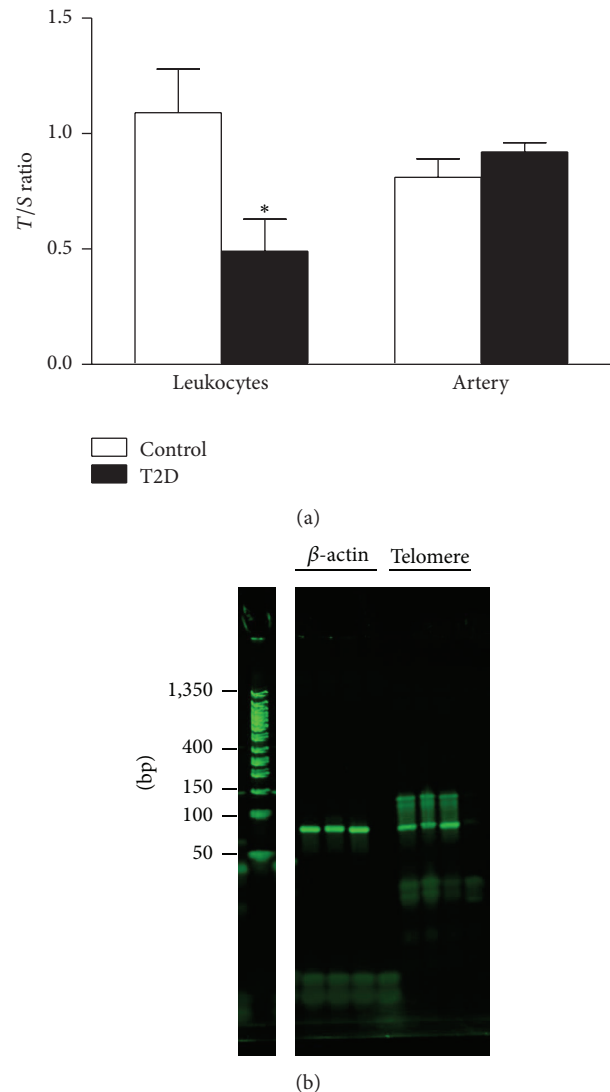 1.5
1.0
0.5
0.0
T/S ratio
*
Leukocytes Artery
Control
T2D
(a)
β-actin Telomere
1,350
400
150
100
50
(bp)
(b)